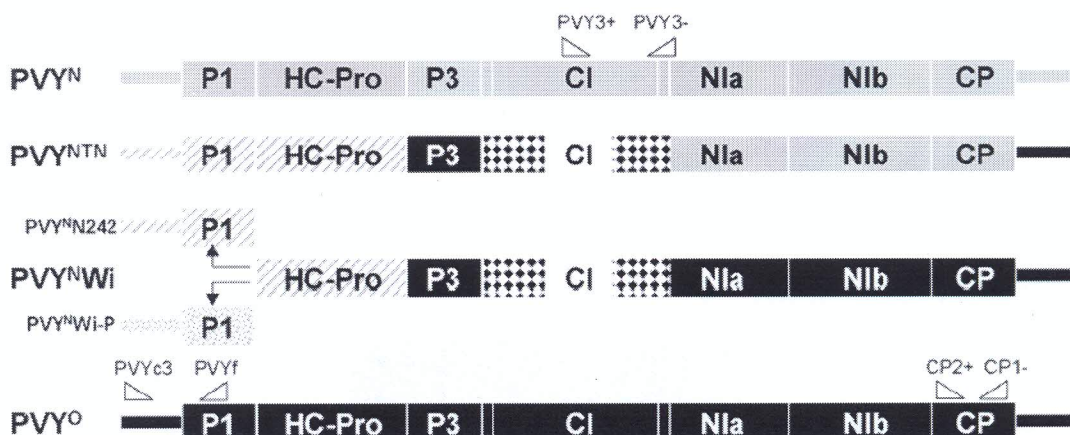 PVY3+ PVY3-
PVYN P1 HC-Pro P3 CI NIa NIb CP
PVYNTN P1 HC-Pro P3 CI NIa NIb CP
PVYNN242 P1
PVYNWi HC-Pro P3 CI NIa NIb CP
PVYNWi-P P1
PVYc3 PVYf CP2+ CP1-
PVYO P1 HC-Pro P3 CI NIa NIb CP